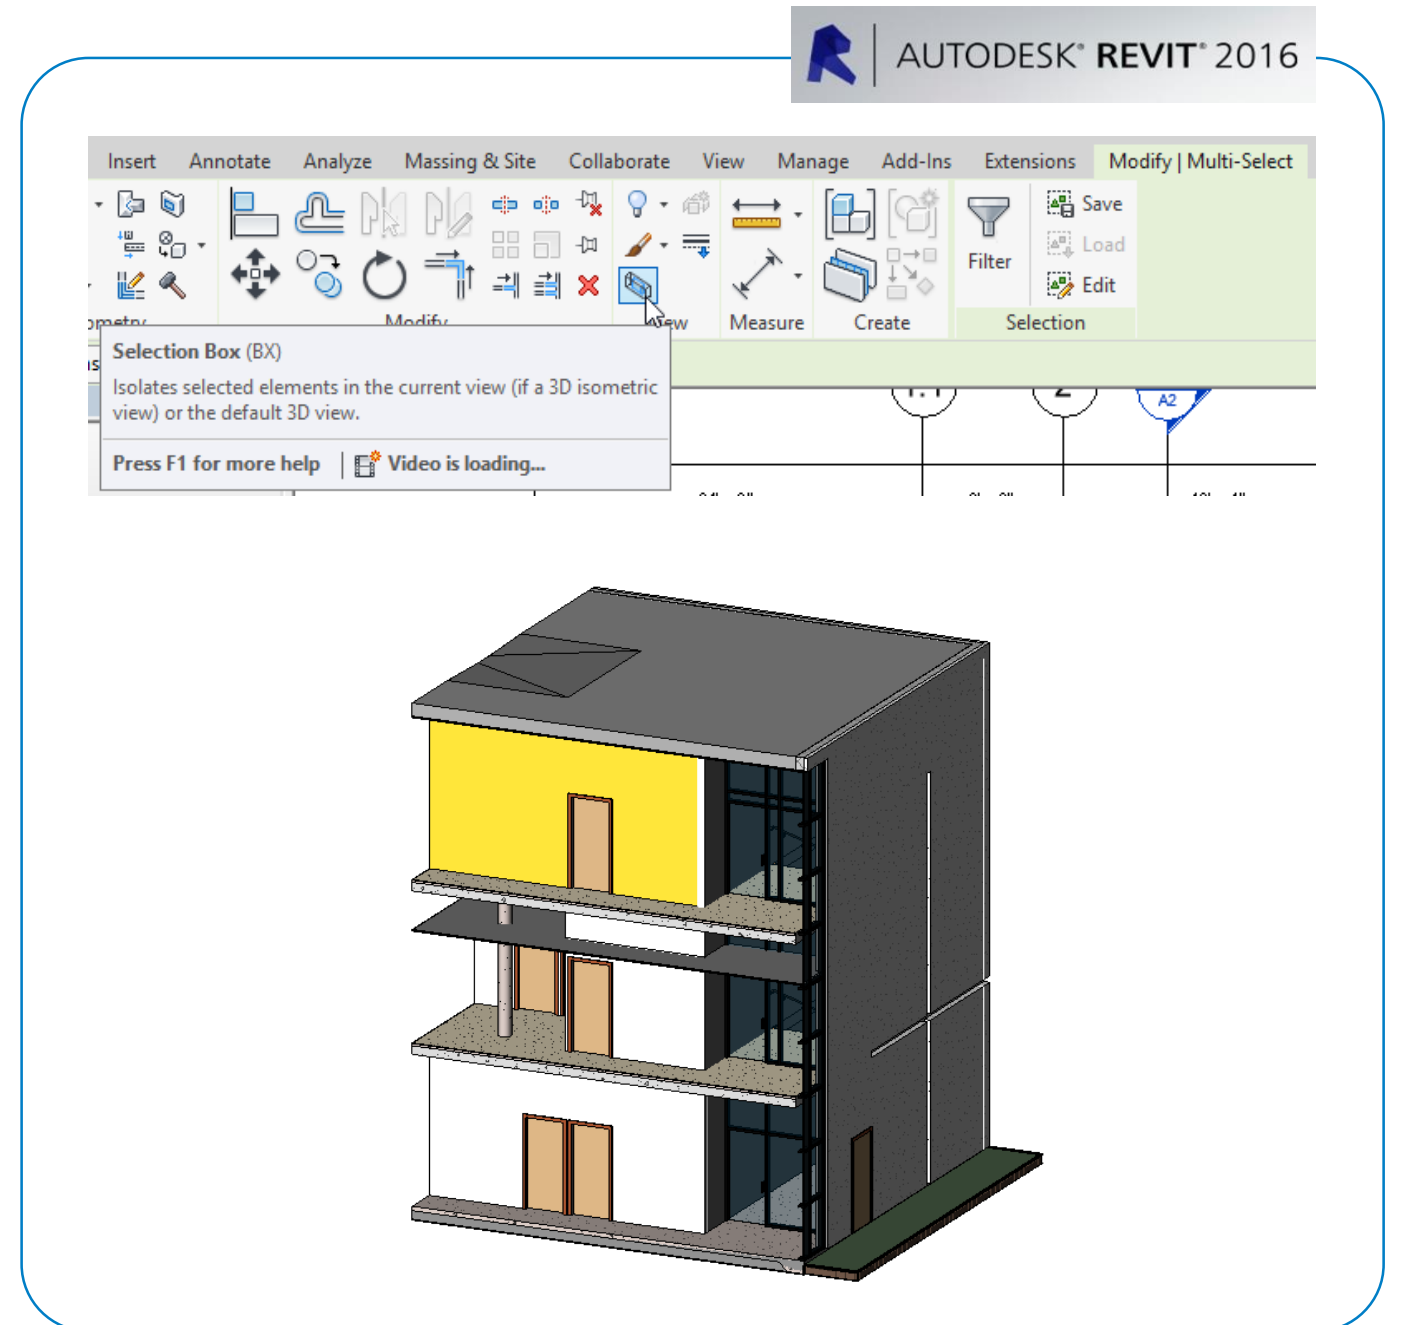 AUTODESK® REVIT® 2016
Insert Annotate Analyze Massing & Site Collaborate View Manage Add-Ins Extensions Modify | Multi-Select
Save
Load
Filter
Edit
Modify
Measure Create Selection
Selection Box (BX)
Isolates selected elements in the current view (if a 3D isometric
view) or the default 3D view.
Press F1 for more help Video is loading...
A2